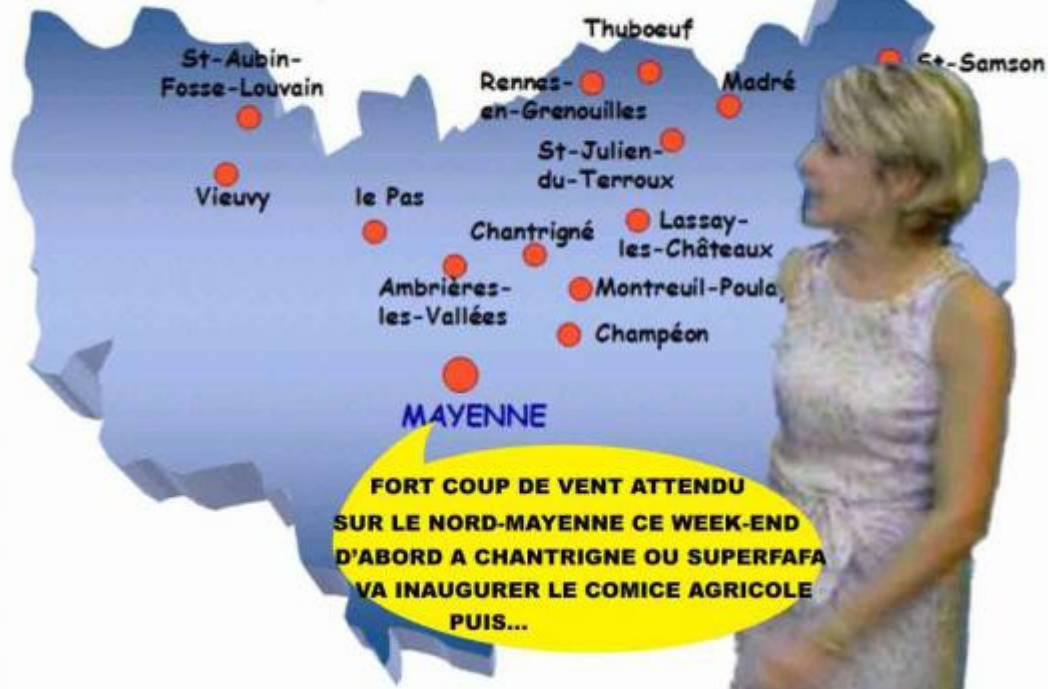 Thuboeuf
St-Aubin-
Fosse-Louvain
St-Samson
Rennes-
en-Grenouilles
Madré
St-Julien-
du-Terroux
Vieuvy
le Pas
Chantrigné
Lassay-
les-Châteaux
Ambrières-
les-Vallées
Montreuil-Poulay
Champéon
MAYENNE
FORT COUP DE VENT ATTENDU
SUR LE NORD-MAYENNE CE WEEK-END
D'ABORD A CHANTRIGNE OU SUPERFAFA
VA INAUGURER LE COMICE AGRICOLE
PUIS...